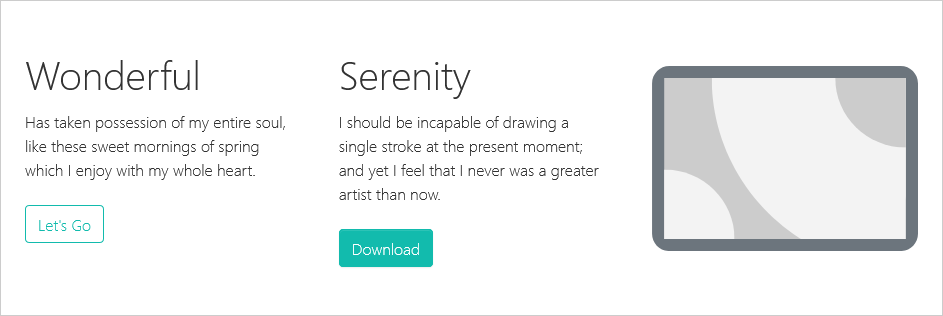 Wonderful
Has taken possession of my entire soul,
like these sweet mornings of spring
which I enjoy with my whole heart.
Let's Go
Serenity
I should be incapable of drawing a
single stroke at the present moment;
and yet I feel that I never was a greater
artist than now.
Download